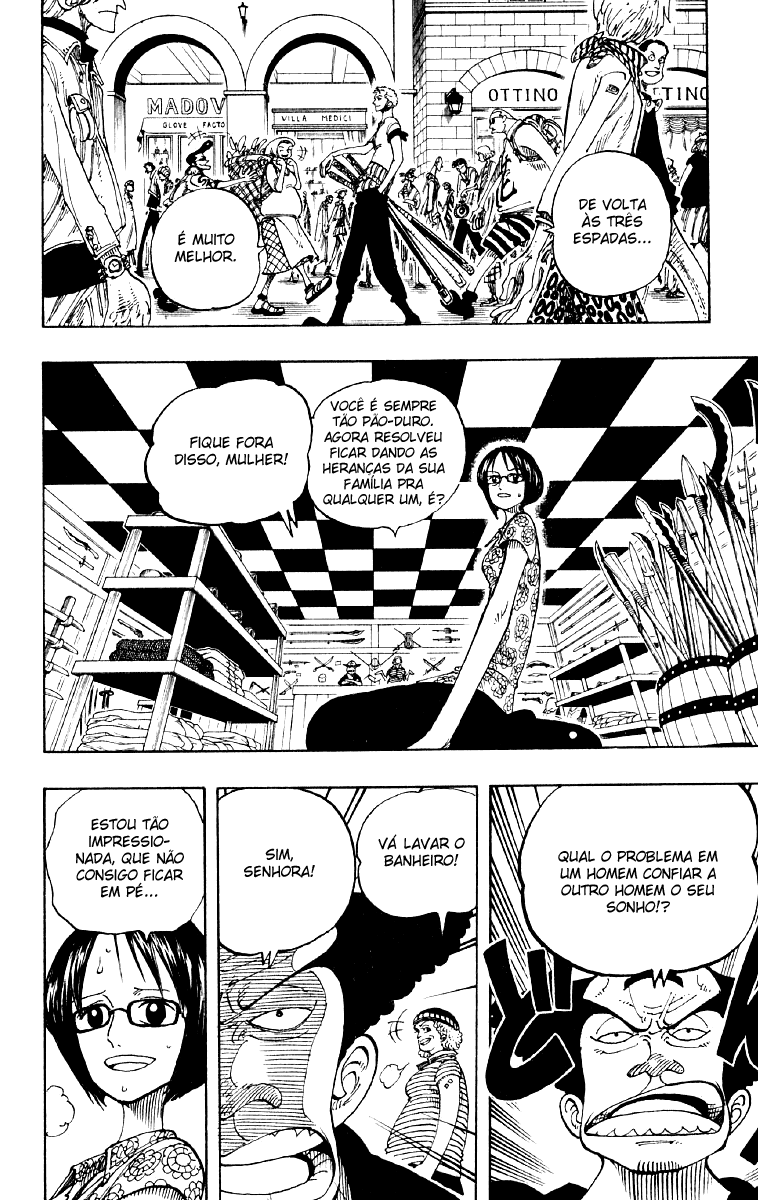 MADOV
GLOVE FACTO
VILLA MEDICI
OTTINO
TTINO
DE VOLTA
ÀS TRÊS
ESPADAS...
É MUITO
MELHOR.
VOCÊ É SEMPRE
TÃO PÃO-DURO.
AGORA RESOLVEU
FICAR DANDO AS
HERANÇAS DA SUA
FAMÍLIA PRA
QUALQUER UM, É?
FIQUE FORA
DISSO, MULHER!
QUAL O PROBLEMA EM
UM HOMEM CONFIAR A
OUTRO HOMEM O SEU
SONHO!?
VÁ LAVAR O
BANHEIRO!
SIM,
SENHORA!
ESTOU TÃO
IMPRESSIO-
NADA, QUE NÃO
CONSIGO FICAR
EM PÉ...